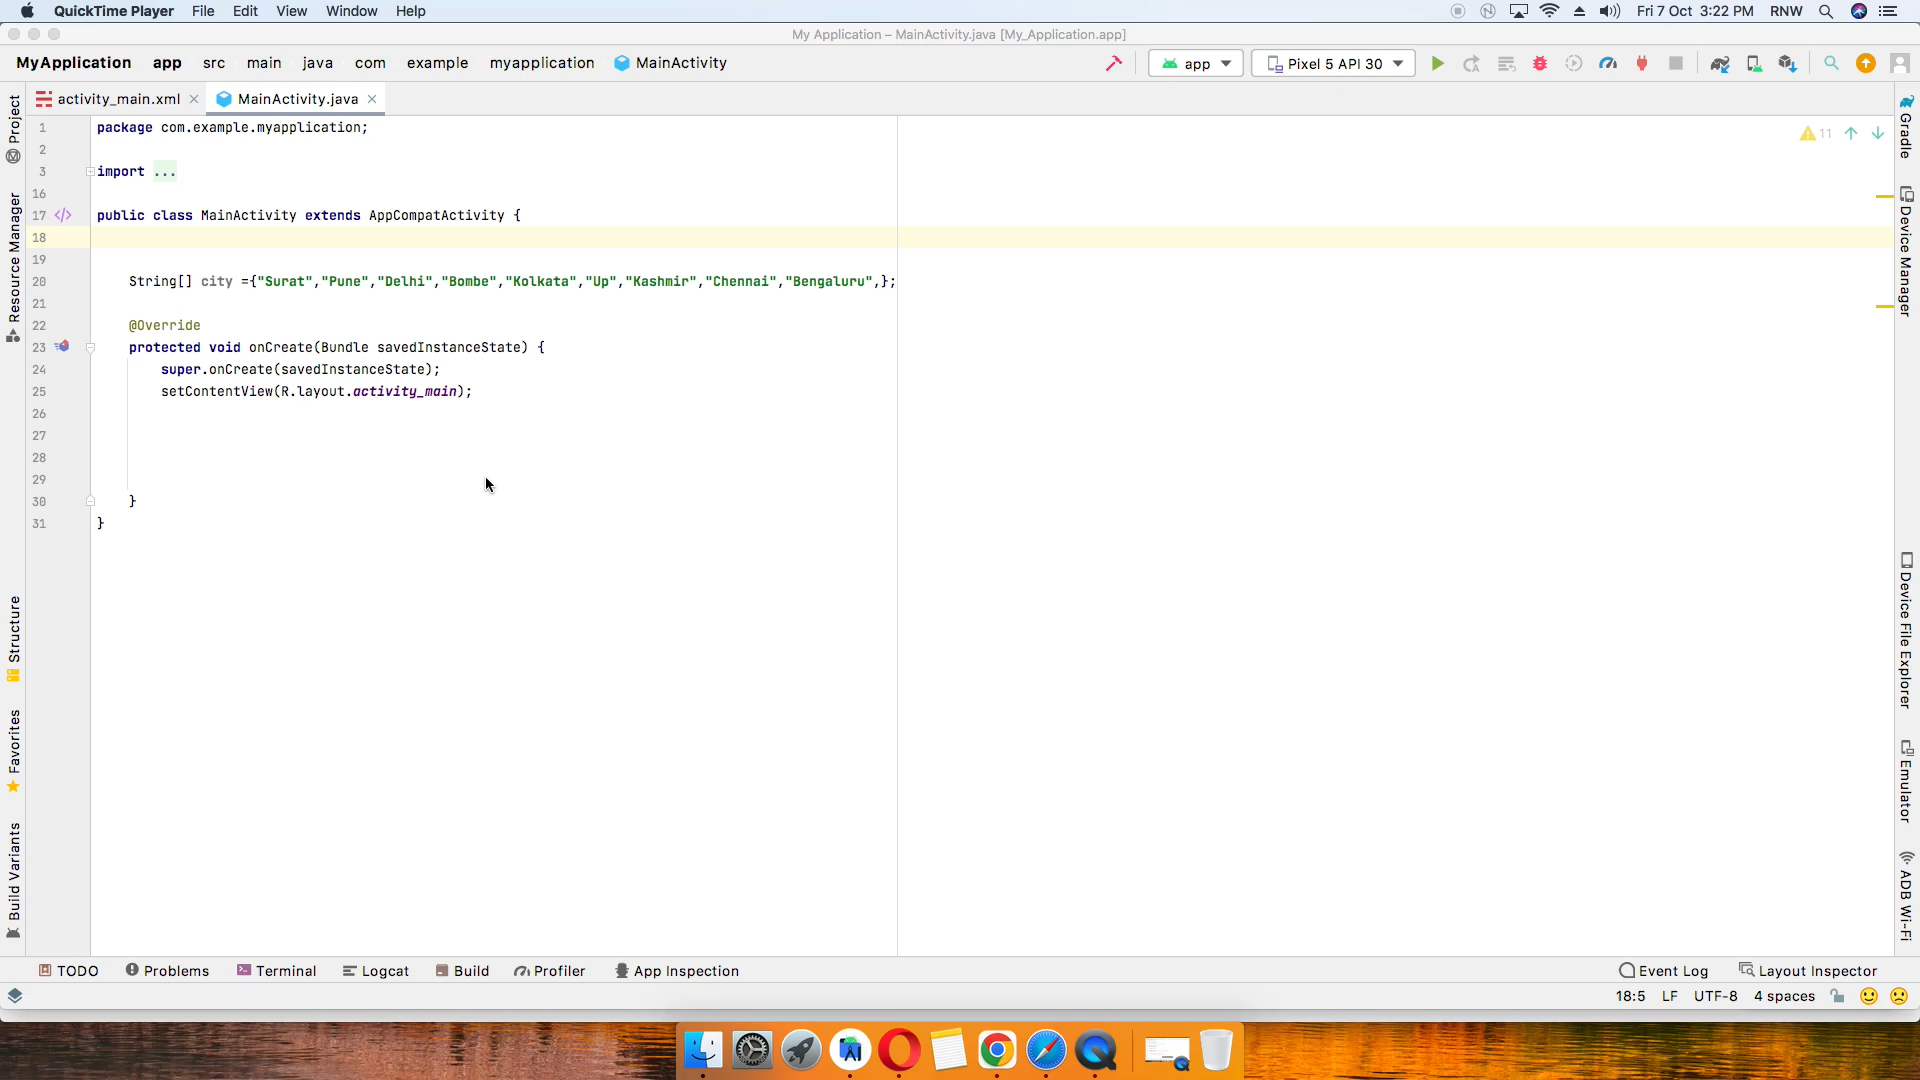 QuickTime Player File Edit View Window Help Fri 7 Oct 3:22 PM RNW
My Application – MainActivity.java [My_Application.app]
MyApplication app src main java com example myapplication MainActivity app Pixel 5 API 30
activity_main.xml MainActivity.java
1 package com.example.myapplication;
2
3 import ...
16
17 public class MainActivity extends AppCompatActivity {
18
19
20 String[] city ={"Surat","Pune","Delhi","Bombe","Kolkata","Up","Kashmir","Chennai","Bengaluru",};
21
22 @Override
23 protected void onCreate(Bundle savedInstanceState) {
24 super.onCreate(savedInstanceState);
25 setContentView(R.layout.activity_main);
26
27
28
29
30 }
31 }
11
Project
Resource Manager
Structure
Favorites
Build Variants
Gradle
Device Manager
Device File Explorer
Emulator
ADB Wi-Fi
TODO Problems Terminal Logcat Build Profiler App Inspection Event Log Layout Inspector
18:5 LF UTF-8 4 spaces